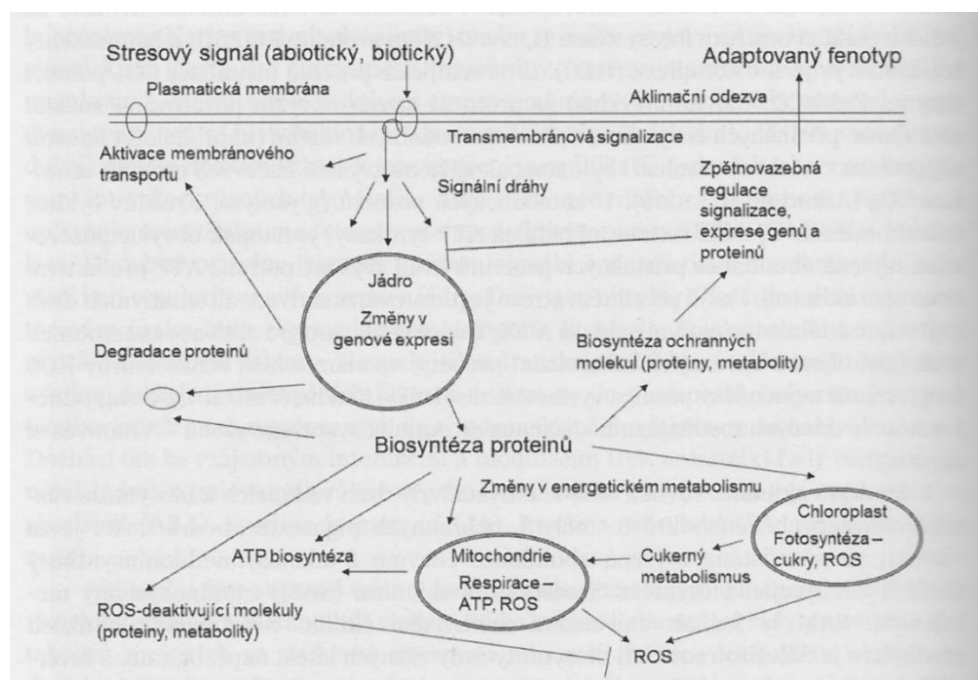 Stresový signál (abiotický, biotický)
Adaptovaný fenotyp
Plasmatická membrána
Aklimační odezva
Transmembránová signalizace
Aktivace membránového
transportu
Signální dráhy
Zpětnovazebná
regulace
signalizace,
exprese genů a
proteinů
Jádro
Změny v
genové expresi
Degradace proteinů
Biosyntéza ochranných
molekul (proteiny, metabolity)
Biosyntéza proteinů
Změny v energetickém metabolismu
Chloroplast
Fotosyntéza–
cukry, ROS
ATP biosyntéza
Mitochondrie
Respirace–
ATP, ROS
Cukerný
metabolismus
ROS-deaktivující molekuly
(proteiny, metabolity)
ROS